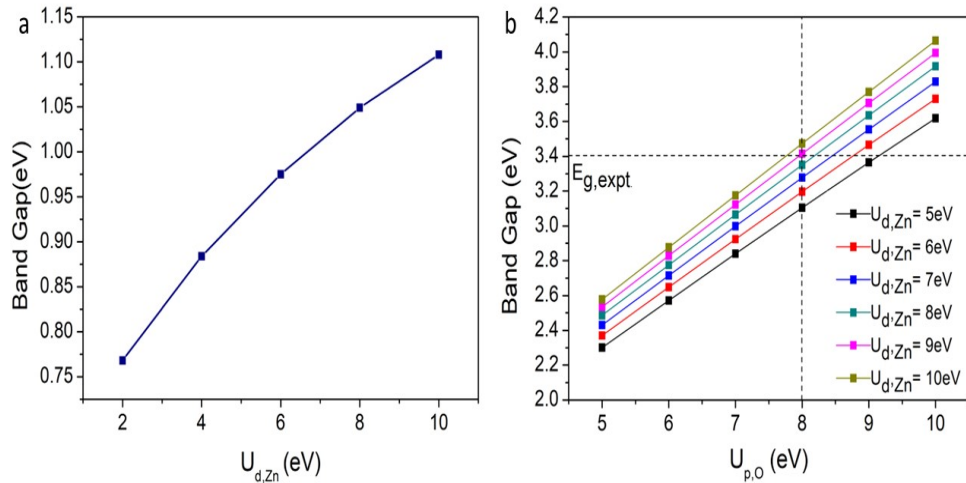 a
1.15
1.10
1.05
1.00
0.95
0.90
0.85
0.80
0.75
Band Gap(eV)
2 4 6 8 10
U_d,Zn (eV)
b
4.2
4.0
3.8
3.6
3.4
3.2
3.0
2.8
2.6
2.4
2.2
2.0
Band Gap (eV)
E_g,expt
U_d,Zn= 5eV
U_d,Zn= 6eV
U_d,Zn= 7eV
U_d,Zn= 8eV
U_d,Zn= 9eV
U_d,Zn= 10eV
5 6 7 8 9 10
U_p,O (eV)